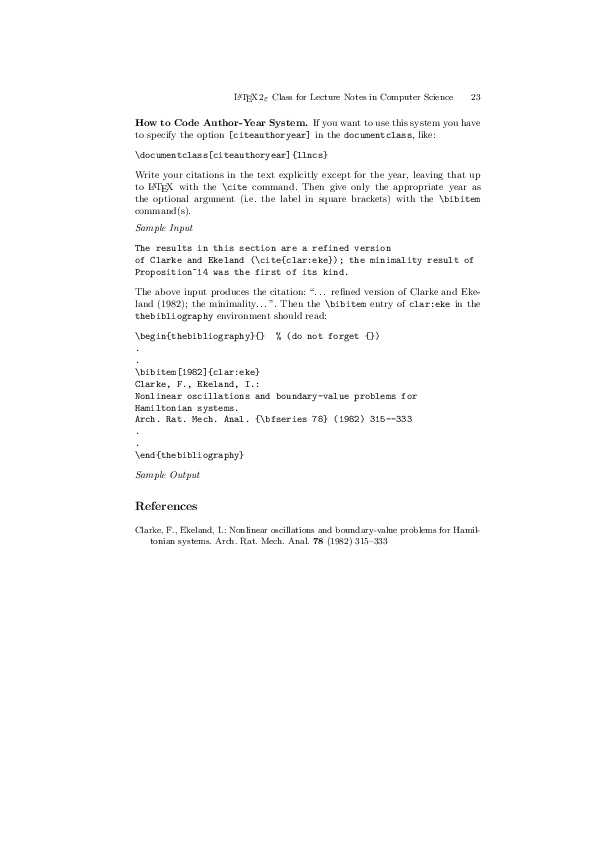 LaTeX2ε Class for Lecture Notes in Computer Science 23
How to Code Author-Year System. If you want to use this system you have
to specify the option [citeauthoryear] in the documentclass, like:
\documentclass[citeauthoryear]{llncs}
Write your citations in the text explicitly except for the year, leaving that up
to LaTeX with the \cite command. Then give only the appropriate year as
the optional argument (i.e. the label in square brackets) with the \bibitem
command(s).
Sample Input
The results in this section are a refined version
of Clarke and Ekeland (\cite{clar:eke}); the minimality result of
Proposition~14 was the first of its kind.
The above input produces the citation: “... refined version of Clarke and Eke-
land (1982); the minimality...”. Then the \bibitem entry of clar:eke in the
thebibliography environment should read:
\begin{thebibliography}{} % (do not forget {})
.
.
\bibitem[1982]{clar:eke}
Clarke, F., Ekeland, I.:
Nonlinear oscillations and boundary-value problems for
Hamiltonian systems.
Arch. Rat. Mech. Anal. {\bfseries 78} (1982) 315--333
.
.
\end{thebibliography}
Sample Output
References
Clarke, F., Ekeland, I.: Nonlinear oscillations and boundary-value problems for Hamil-
tonian systems. Arch. Rat. Mech. Anal. 78 (1982) 315–333